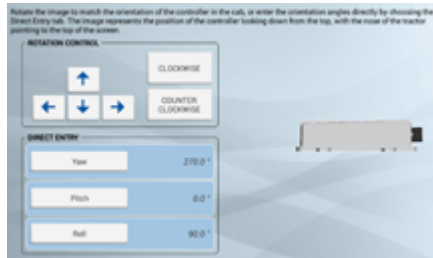 Rotate the image to match the orientation of the controller in the cab, or enter the orientation angles directly by choosing the
Direct Entry tab. The image represents the position of the controller looking down from the top, with the nose of the tractor
pointing to the top of the screen.
ROTATION CONTROL
CLOCKWISE
COUNTER
CLOCKWISE
DIRECT ENTRY
Yaw 270.0 °
Pitch 0.0 °
Roll 90.0 °